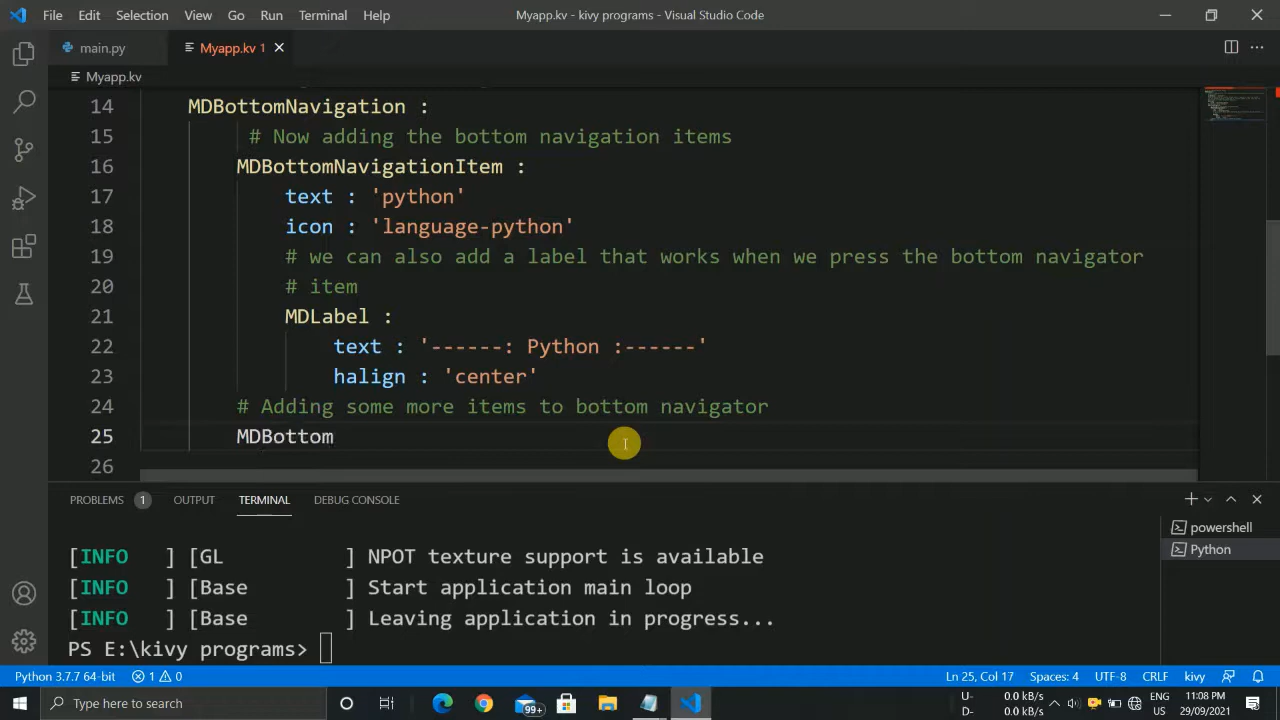 File Edit Selection View Go Run Terminal Help Myapp.kv - kivy programs - Visual Studio Code
main.py Myapp.kv 1
Myapp.kv
14 MDBottomNavigation :
15 # Now adding the bottom navigation items
16 MDBottomNavigationItem :
17 text : 'python'
18 icon : 'language-python'
19 # we can also add a label that works when we press the bottom navigator
20 # item
21 MDLabel :
22 text : '------: Python :------'
23 halign : 'center'
24 # Adding some more items to bottom navigator
25 MDBottom
26
PROBLEMS 1 OUTPUT TERMINAL DEBUG CONSOLE
powershell
Python
[INFO ] [GL ] NPOT texture support is available
[INFO ] [Base ] Start application main loop
[INFO ] [Base ] Leaving application in progress...
PS E:\kivy programs>
Python 3.7.7 64-bit 1 0 Ln 25, Col 17 Spaces: 4 UTF-8 CRLF kivy
Type here to search 99+ U- 0.0 kB/s ENG 11:08 PM
D- 0.0 kB/s US 29/09/2021